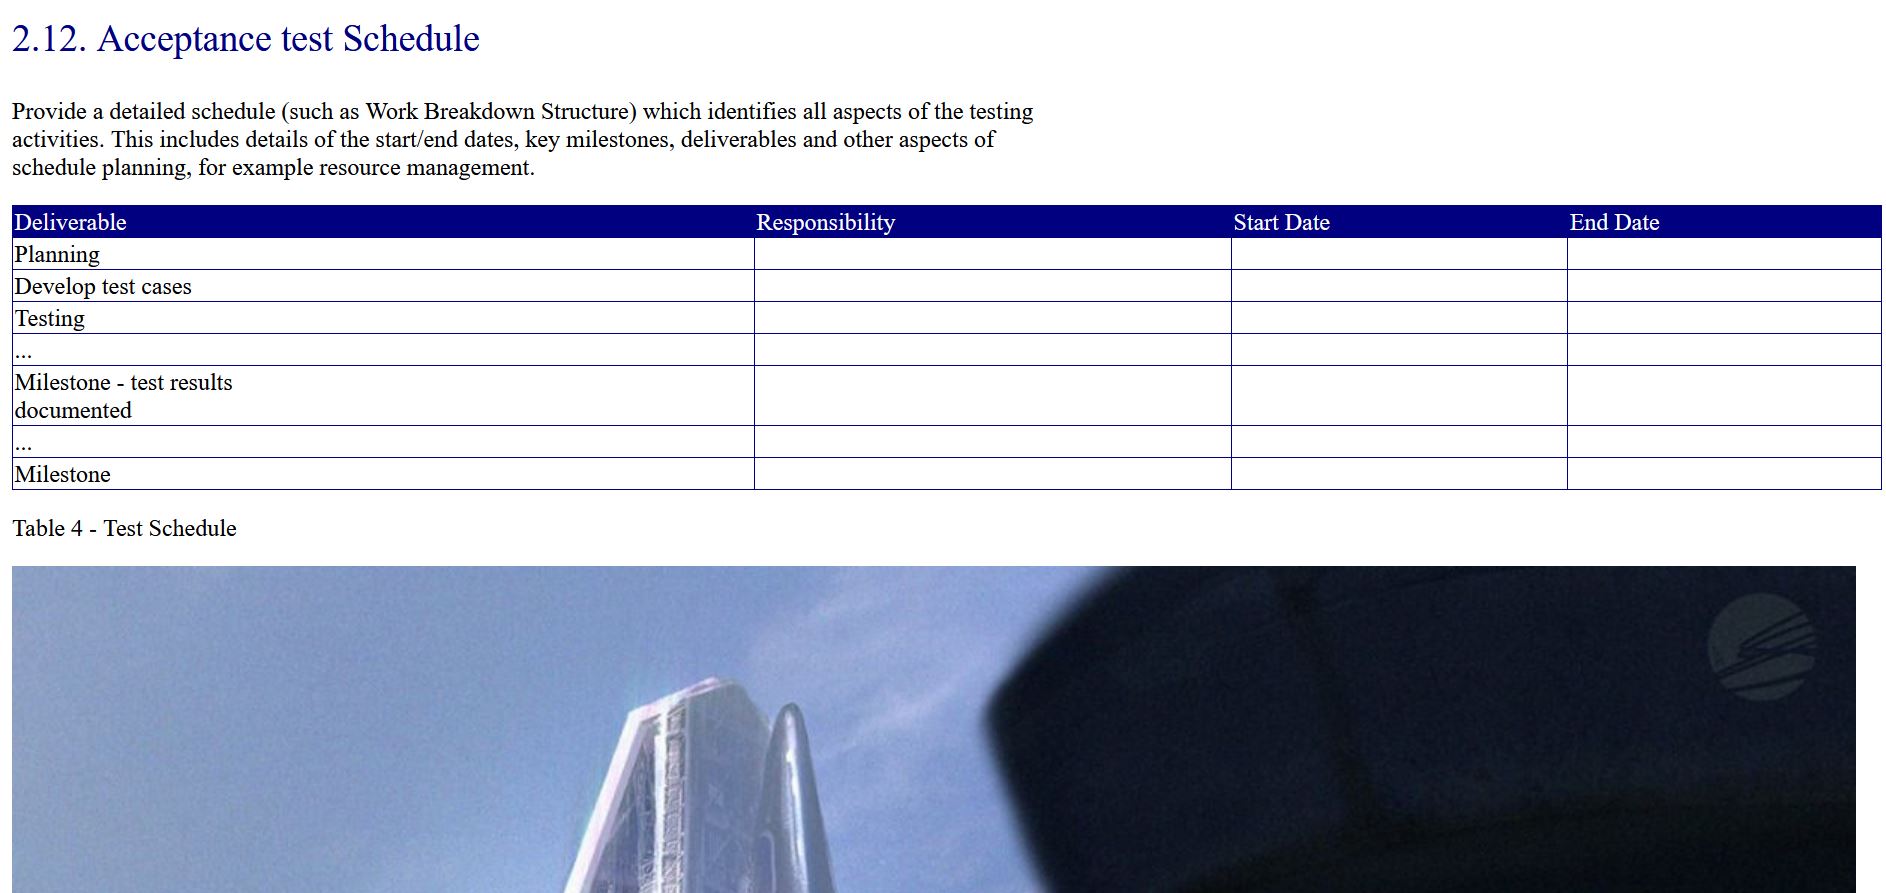 2.12. Acceptance test Schedule
Provide a detailed schedule (such as Work Breakdown Structure) which identifies all aspects of the testing
activities. This includes details of the start/end dates, key milestones, deliverables and other aspects of
schedule planning, for example resource management.
Deliverable Responsibility Start Date End Date
Planning
Develop test cases
Testing
...
Milestone - test results
documented
...
Milestone
Table 4 - Test Schedule